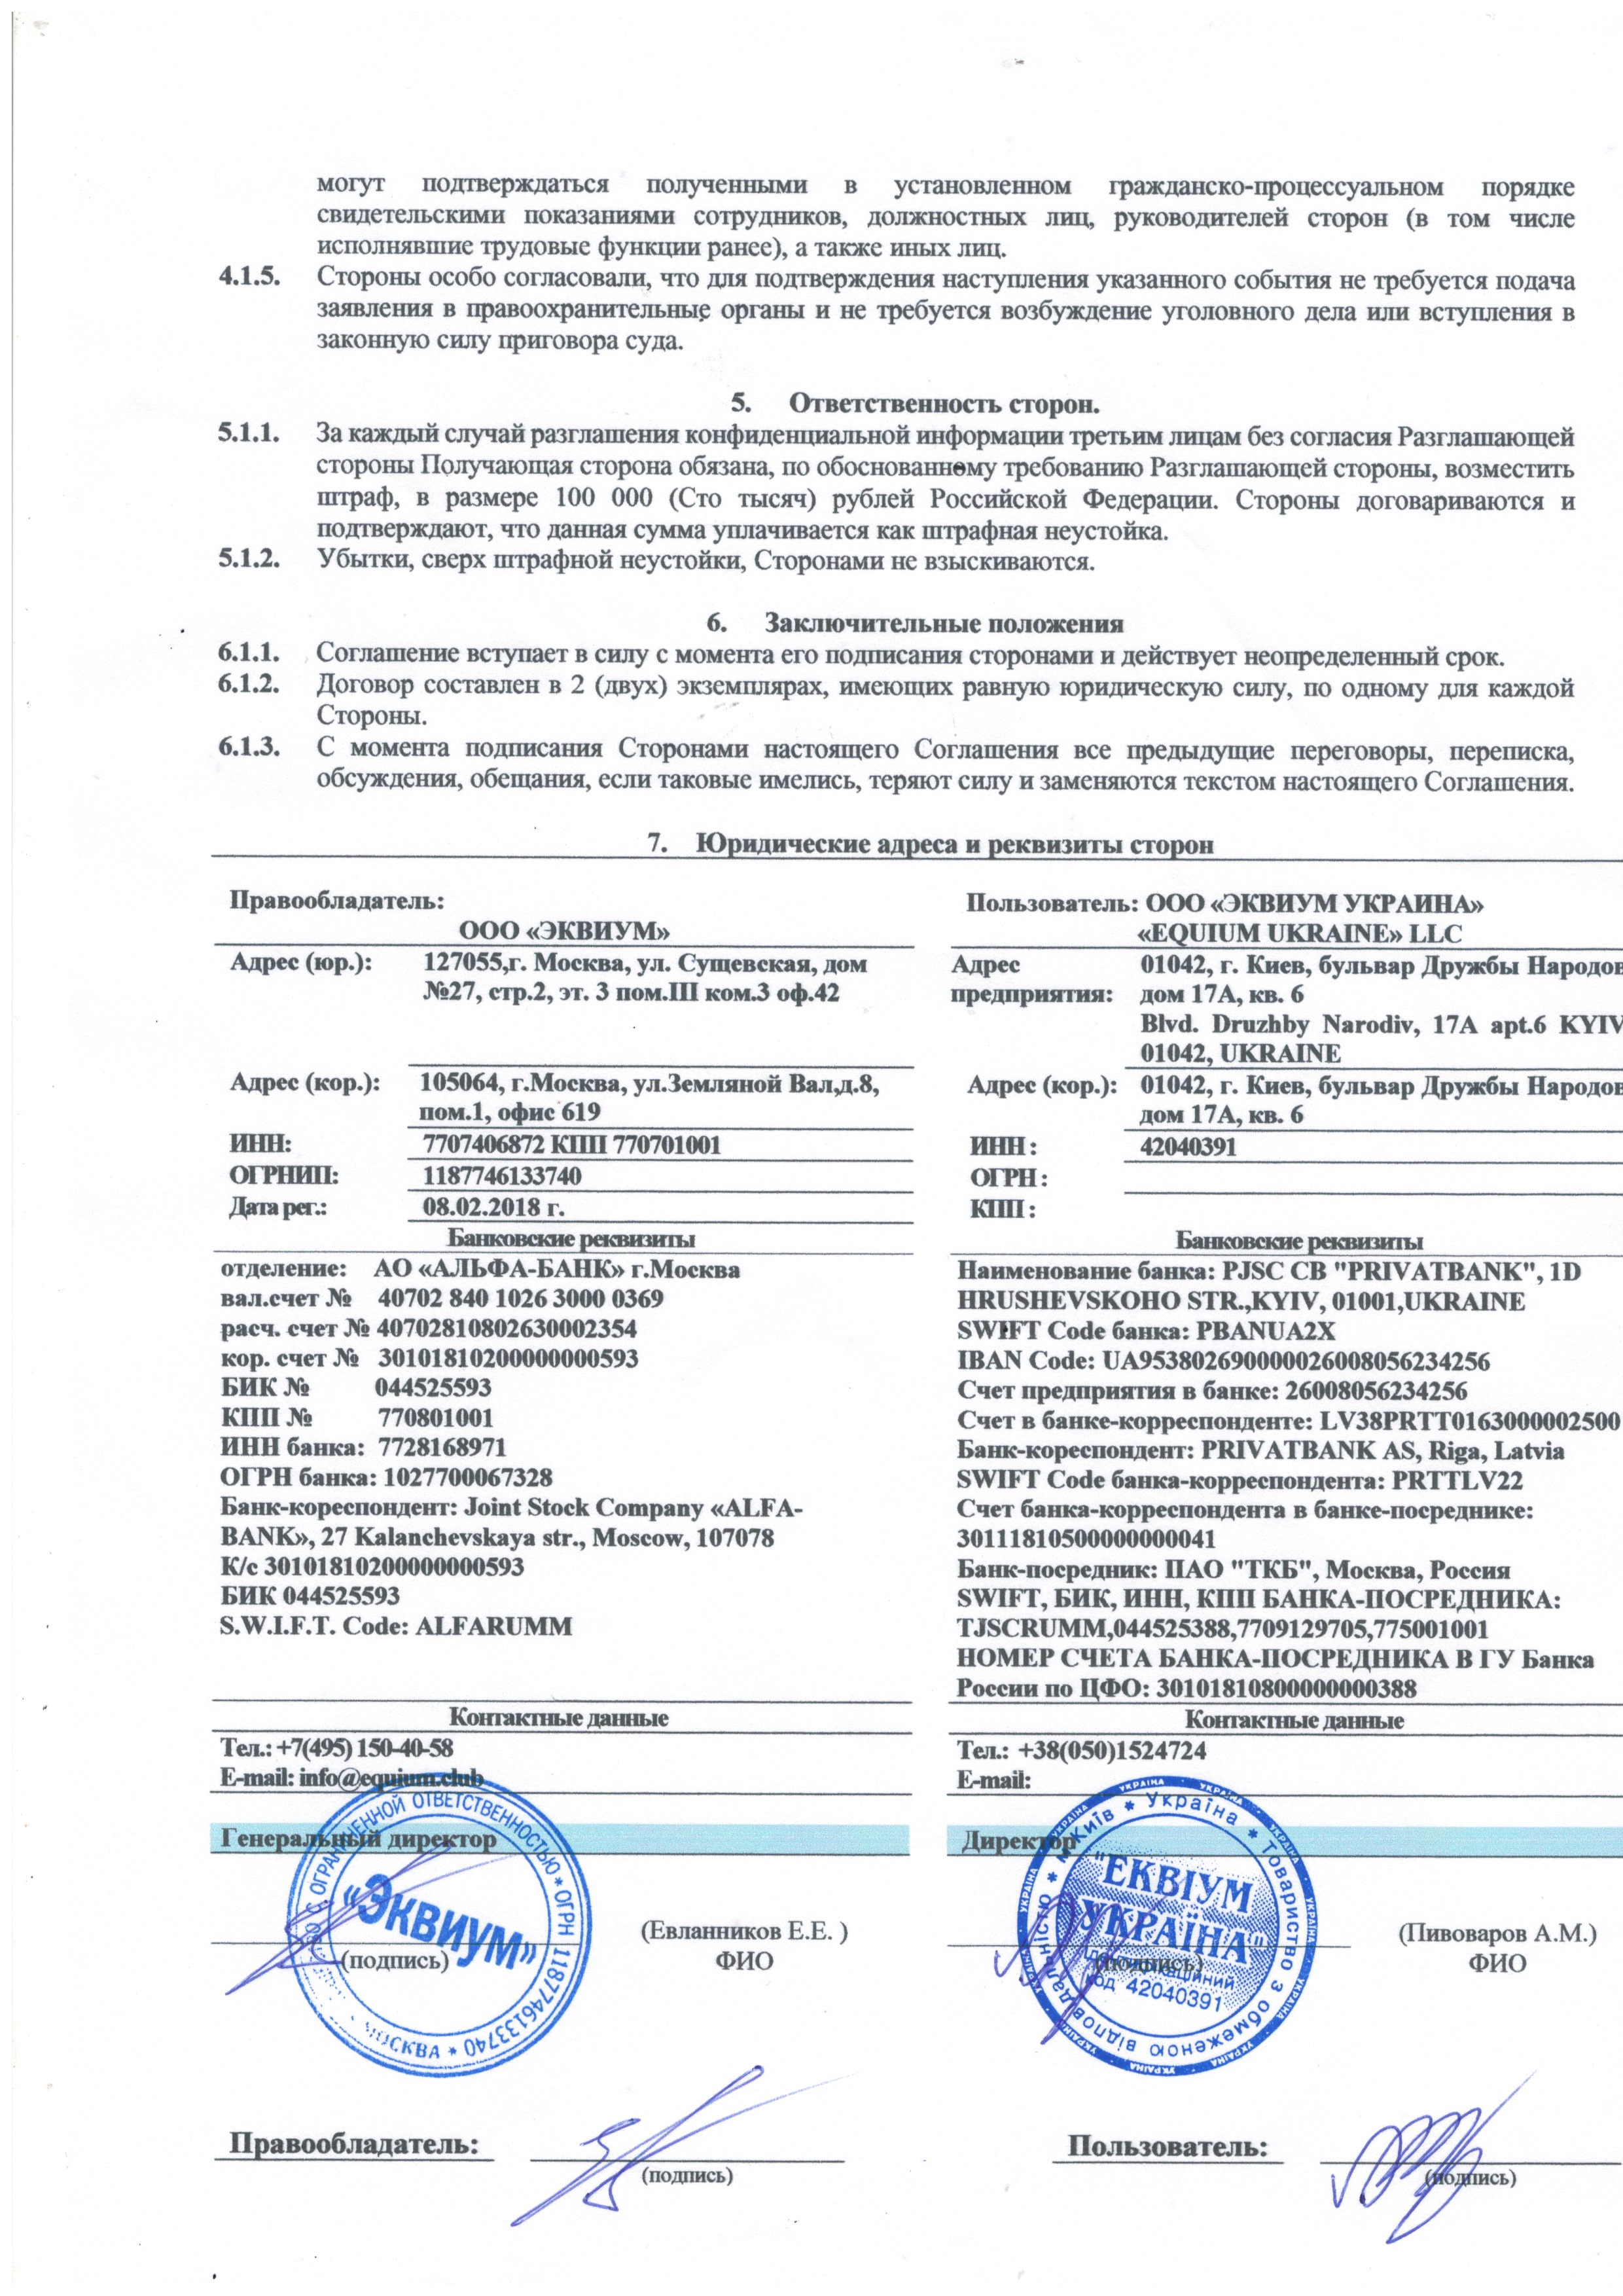 могут подтверждаться полученными в установленном гражданско-процессуальном порядке
свидетельскими показаниями сотрудников, должностных лиц, руководителей сторон (в том числе
исполнявшие трудовые функции ранее), а также иных лиц.
4.1.5. Стороны особо согласовали, что для подтверждения наступления указанного события не требуется подача
заявления в правоохранительные органы и не требуется возбуждение уголовного дела или вступления в
законную силу приговора суда.
5. Ответственность сторон.
5.1.1. За каждый случай разглашения конфиденциальной информации третьим лицам без согласия Разглашающей
стороны Получающая сторона обязана, по обоснованному требованию Разглашающей стороны, возместить
штраф, в размере 100 000 (Сто тысяч) рублей Российской Федерации. Стороны договариваются и
подтверждают, что данная сумма уплачивается как штрафная неустойка.
5.1.2. Убытки, сверх штрафной неустойки, Сторонами не взыскиваются.
6. Заключительные положения
6.1.1. Соглашение вступает в силу с момента его подписания сторонами и действует неопределенный срок.
6.1.2. Договор составлен в 2 (двух) экземплярах, имеющих равную юридическую силу, по одному для каждой
Стороны.
6.1.3. С момента подписания Сторонами настоящего Соглашения все предыдущие переговоры, переписка,
обсуждения, обещания, если таковые имелись, теряют силу и заменяются текстом настоящего Соглашения.
7. Юридические адреса и реквизиты сторон
Правообладатель:
ООО «ЭКВИУМ»
Адрес (юр.): 127055,г. Москва, ул. Сущевская, дом
№27, стр.2, эт. 3 пом.III ком.3 оф.42
Адрес (кор.): 105064, г.Москва, ул.Земляной Вал,д.8,
пом.1, офис 619
ИНН: 7707406872 КПП 770701001
ОГРНИП: 1187746133740
Дата рег.: 08.02.2018 г.
Банковские реквизиты
отделение: АО «АЛЬФА-БАНК» г.Москва
вал.счет № 40702 840 1026 3000 0369
расч. счет № 40702810802630002354
кор. счет № 30101810200000000593
БИК № 044525593
КПП № 770801001
ИНН банка: 7728168971
ОГРН банка: 1027700067328
Банк-кореспондент: Joint Stock Company «ALFA-
BANK», 27 Kalanchevskaya str., Moscow, 107078
К/с 30101810200000000593
БИК 044525593
S.W.I.F.T. Code: ALFARUMM
Контактные данные
Тел.: +7(495) 150-40-58
E-mail: info@equium.club
Генеральный директор
(Евланников Е.Е. )
(подпись) ФИО
Пользователь: ООО «ЭКВИУМ УКРАИНА»
«EQUIUM UKRAINE» LLC
Адрес 01042, г. Киев, бульвар Дружбы Народов
предприятия: дом 17А, кв. 6
Blvd. Druzhby Narodiv, 17A apt.6 KYIV
01042, UKRAINE
Адрес (кор.): 01042, г. Киев, бульвар Дружбы Народов
дом 17А, кв. 6
ИНН : 42040391
ОГРН :
КПП :
Банковские реквизиты
Наименование банка: PJSC CB "PRIVATBANK", 1D
HRUSHEVSKOHO STR.,KYIV, 01001,UKRAINE
SWIFT Code банка: PBANUA2X
IBAN Code: UA953802690000026008056234256
Счет предприятия в банке: 26008056234256
Счет в банке-корреспонденте: LV38PRTT0163000002500
Банк-кореспондент: PRIVATBANK AS, Riga, Latvia
SWIFT Code банка-корреспондента: PRTTLV22
Счет банка-корреспондента в банке-посреднике:
30111810500000000041
Банк-посредник: ПАО "ТКБ", Москва, Россия
SWIFT, БИК, ИНН, КПП БАНКА-ПОСРЕДНИКА:
TJSCRUMM,044525388,7709129705,775001001
НОМЕР СЧЕТА БАНКА-ПОСРЕДНИКА В ГУ Банка
России по ЦФО: 30101810800000000388
Контактные данные
Тел.: +38(050)1524724
E-mail:
Директор
(Пивоваров А.М.)
(подпись) ФИО
С ОГРАНИЧЕННОЙ ОТВЕТСТВЕННОСТЬЮ * ОГРН 1187746133740 * МОСКВА
«Эквиум»
м.Київ * Україна * Товариство з обмеженою відповідальністю *
УКРАЇНА
"ЕКВІУМ
УКРАЇНА"
Ідентифікаційний
код 42040391
Правообладатель:
(подпись)
Пользователь:
(подпись)